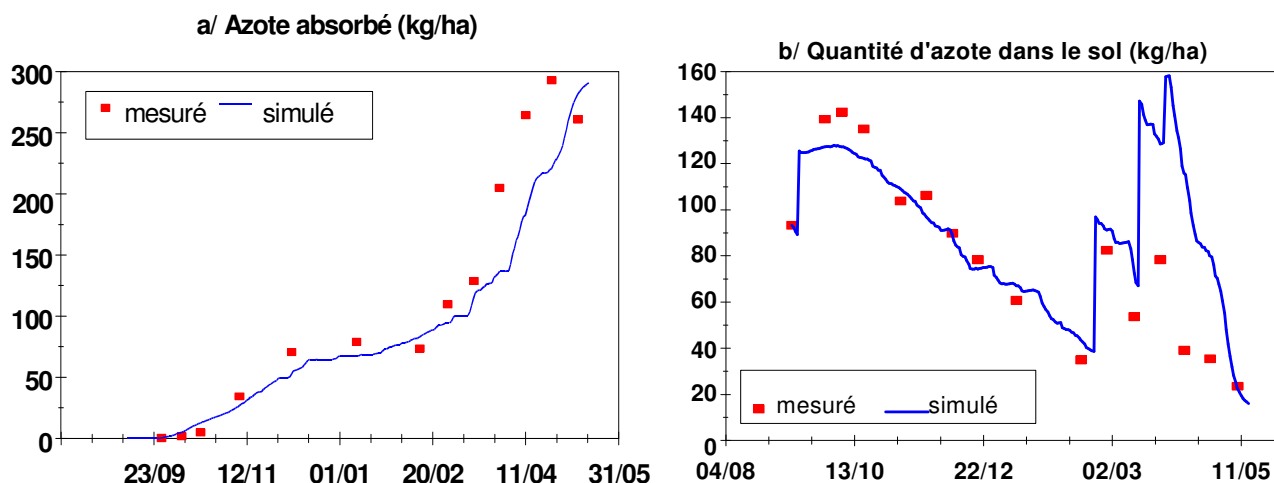 a/ Azote absorbé (kg/ha)
300
250
200
150
100
50
0
mesuré simulé
23/09 12/11 01/01 20/02 11/04 31/05
b/ Quantité d'azote dans le sol (kg/ha)
160
140
120
100
80
60
40
20
0
mesuré simulé
04/08 13/10 22/12 02/03 11/05